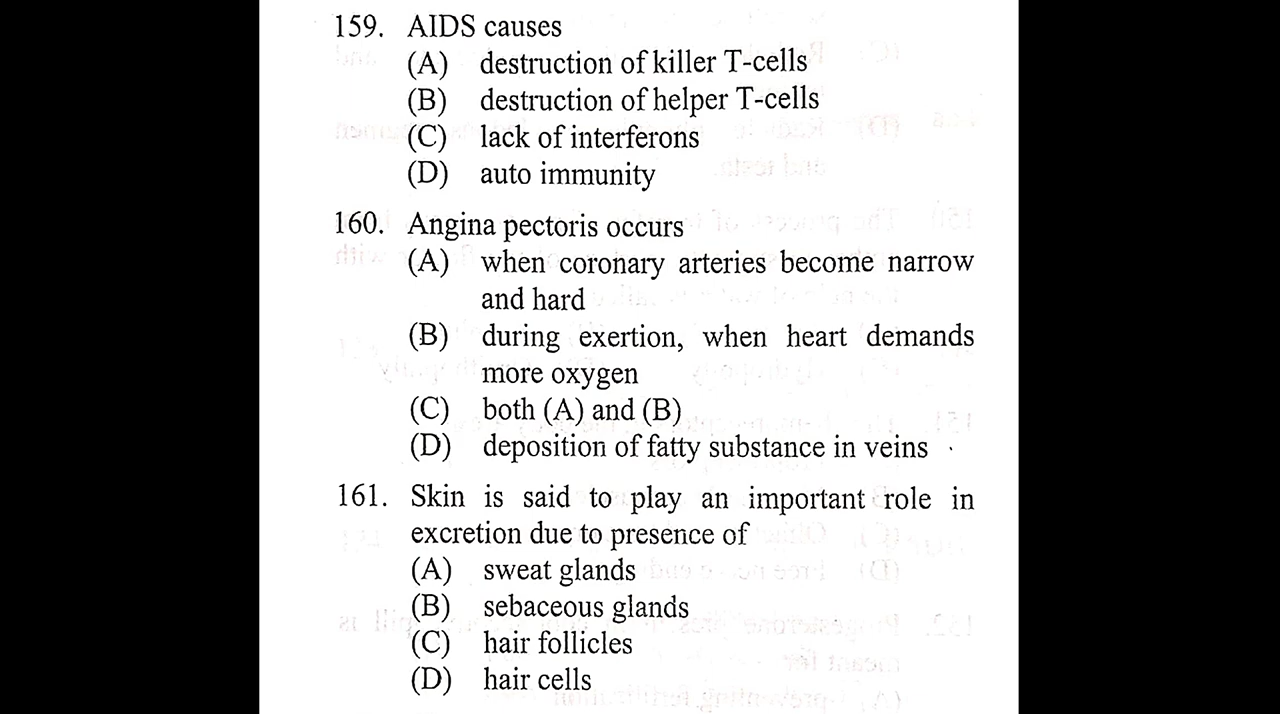 159. AIDS causes
(A) destruction of killer T-cells
(B) destruction of helper T-cells
(C) lack of interferons
(D) auto immunity
160. Angina pectoris occurs
(A) when coronary arteries become narrow
and hard
(B) during exertion, when heart demands
more oxygen
(C) both (A) and (B)
(D) deposition of fatty substance in veins
161. Skin is said to play an important role in
excretion due to presence of
(A) sweat glands
(B) sebaceous glands
(C) hair follicles
(D) hair cells